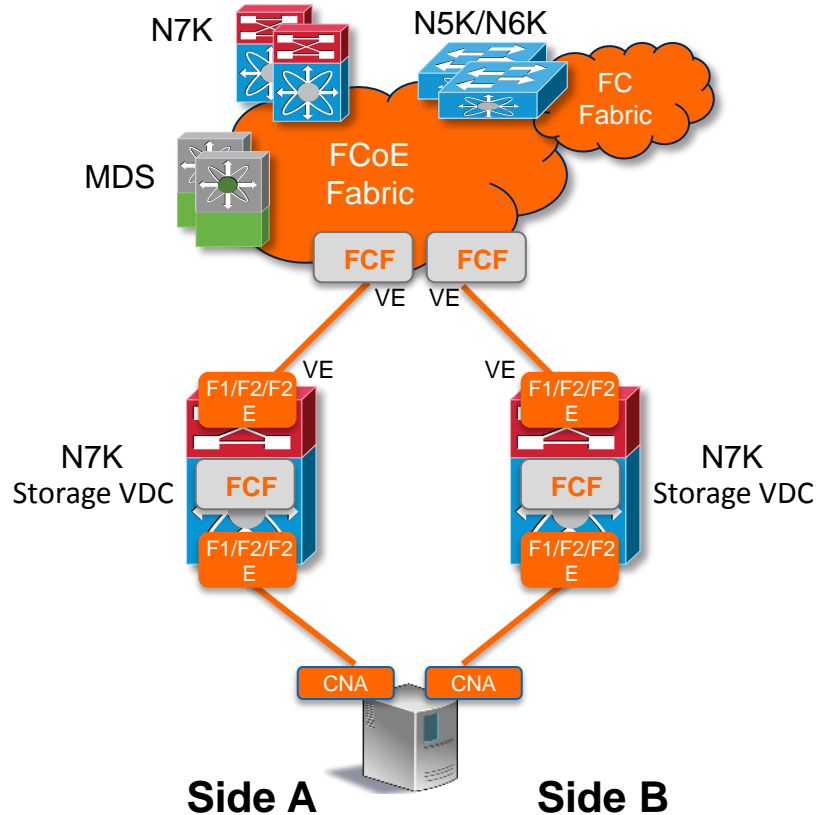 N7K
N5K/N6K
FC
Fabric
MDS
FCoE
Fabric
FCF
FCF
VE
VE
VE
VE
F1/F2/F2
E
F1/F2/F2
E
N7K
Storage VDC
FCF
FCF
N7K
Storage VDC
F1/F2/F2
E
F1/F2/F2
E
CNA
CNA
Side A
Side B